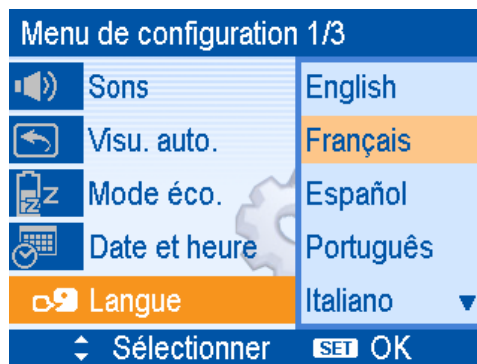 Menu de configuration 1/3
Sons
Visu. auto.
Mode éco.
Date et heure
Langue
English
Français
Español
Português
Italiano
Sélectionner SET OK